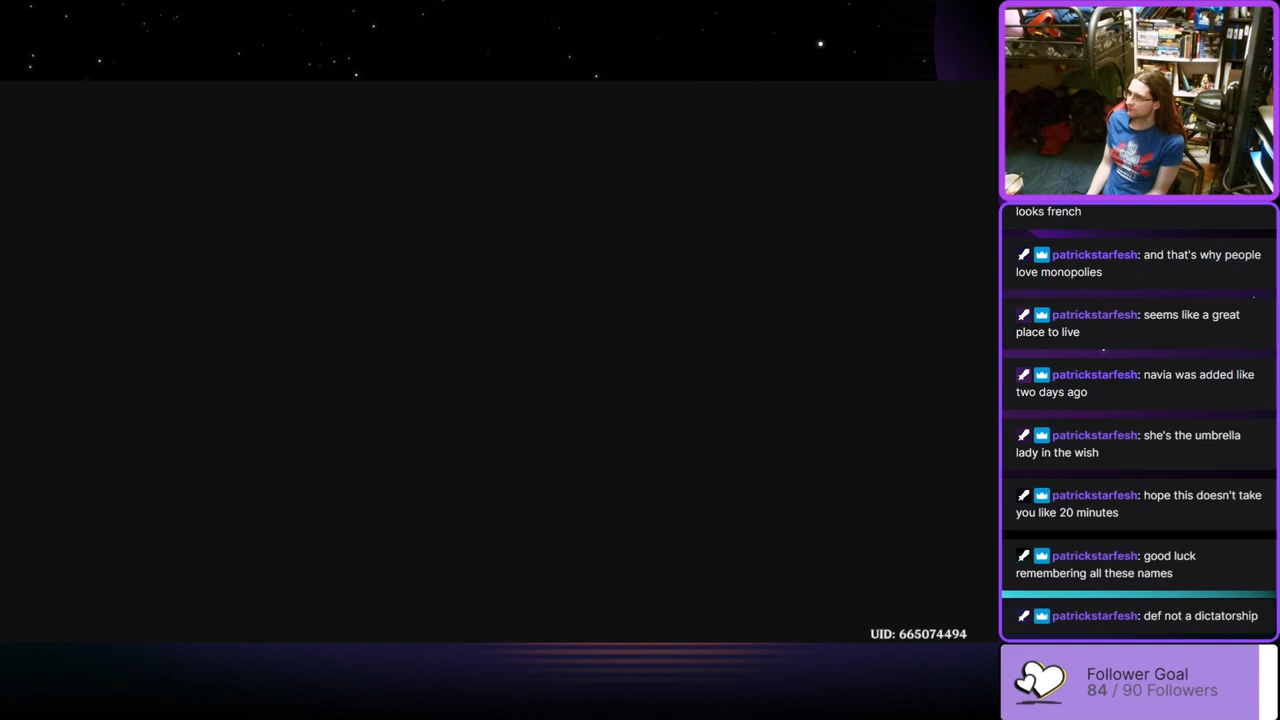 looks french
patrickstarfesh: and that's why people
love monopolies
patrickstarfesh: seems like a great
place to live
patrickstarfesh: navia was added like
two days ago
patrickstarfesh: she's the umbrella
lady in the wish
patrickstarfesh: hope this doesn't take
you like 20 minutes
patrickstarfesh: good luck
remembering all these names
patrickstarfesh: def not a dictatorship
UID: 665074494
Follower Goal
84 / 90 Followers